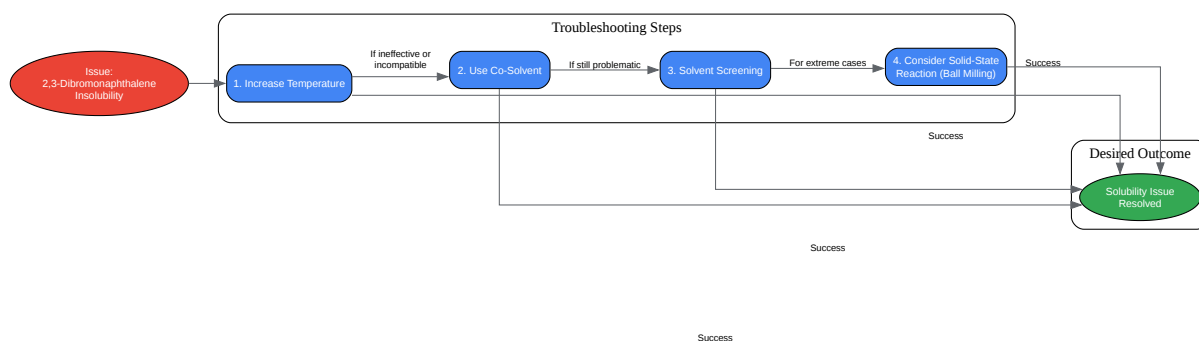 Troubleshooting Steps
Issue:
2,3-Dibromonaphthalene
Insolubility
1. Increase Temperature
If ineffective or
incompatible
2. Use Co-Solvent
If still problematic
3. Solvent Screening
For extreme cases
4. Consider Solid-State
Reaction (Ball Milling)
Success
Success
Desired Outcome
Solubility Issue
Resolved
Success
Success